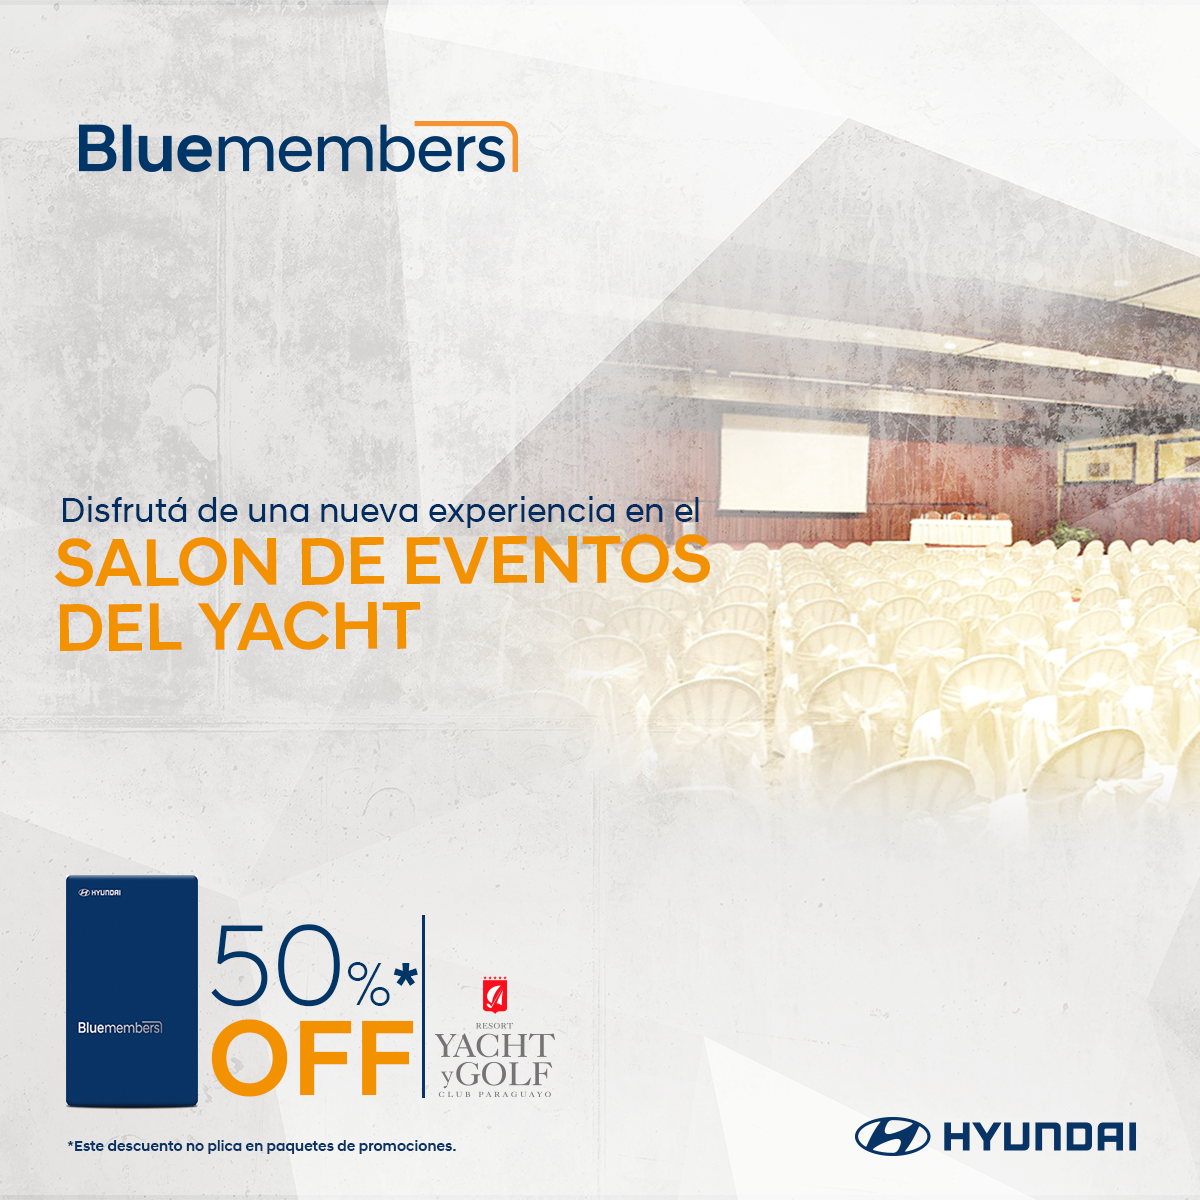 Bluemembers
Disfrutá de una nueva experiencia en el
SALON DE EVENTOS
DEL YACHT
HYUNDAI
Bluemembers
50%*
OFF
RESORT
YACHT
yGOLF
CLUB PARAGUAYO
*Este descuento no plica en paquetes de promociones.
HYUNDAI